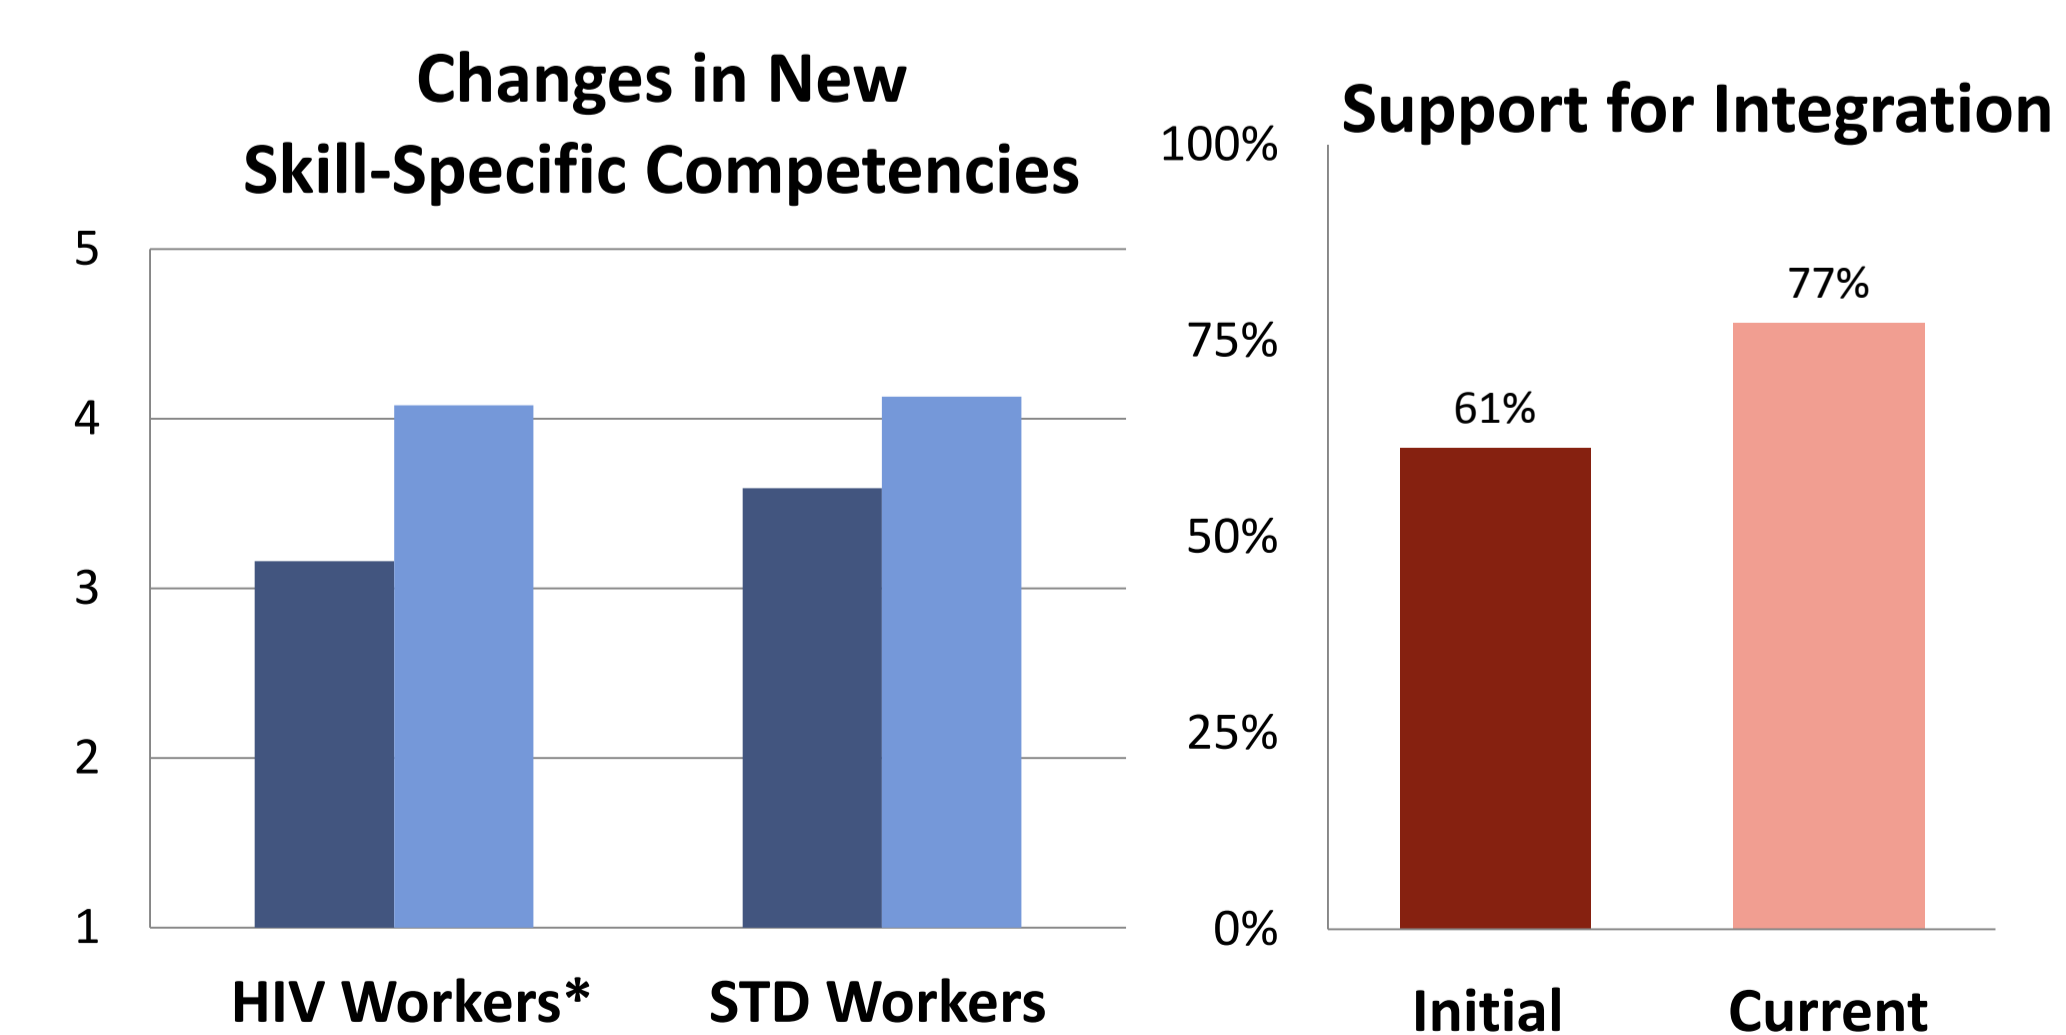 Changes in New
Skill-Specific Competencies
5
4
3
2
1
HIV Workers*
STD Workers
Support for Integration
100%
75%
50%
25%
0%
61%
77%
Initial
Current